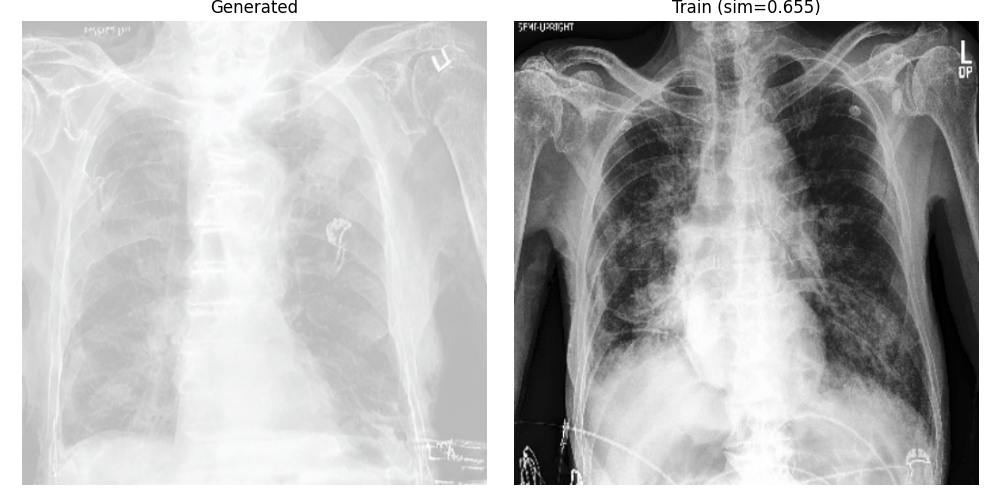 Generated
Train (sim=0.655)
SEMI-UPRIGHT
L
OP